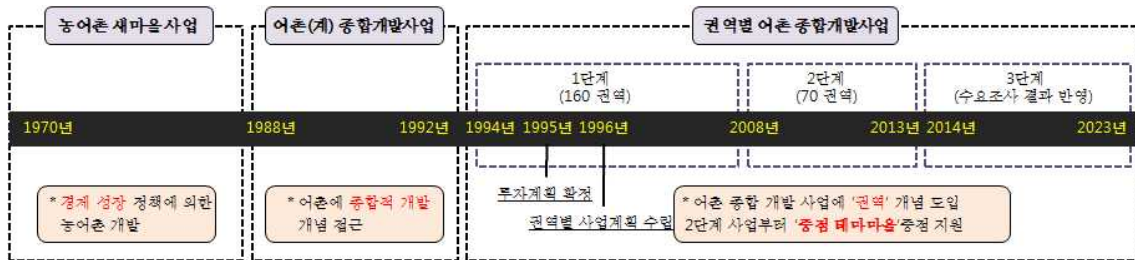 농어촌 새마을사업
어촌(계) 종합개발사업
권역별 어촌 종합개발사업
1단계
(160 권역)
2단계
(70 권역)
3단계
(수요조사 결과 반영)
1970년
1988년
1992년
1994년
1995년
1996년
2008년
2013년
2014년
2023년
* 경제 성장 정책에 의한
농어촌 개발
* 어촌에 종합적 개발
개념 접근
투자계획 확정
권역별 사업계획 수립
* 어촌 종합 개발 사업에 '권역' 개념 도입
2단계 사업부터 '중점 테마마을'중점 지원